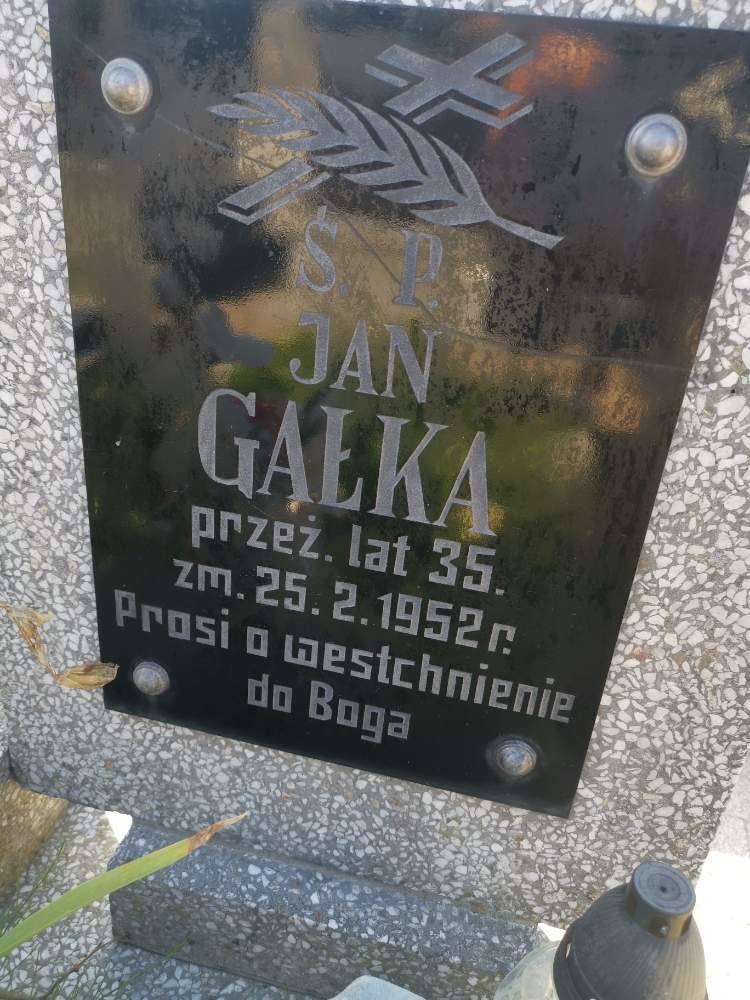 Ś. P.
JAN
GAŁKA
przeż. lat 35.
zm. 25. 2. 1952 r.
Prosi o westchnienie
do Boga